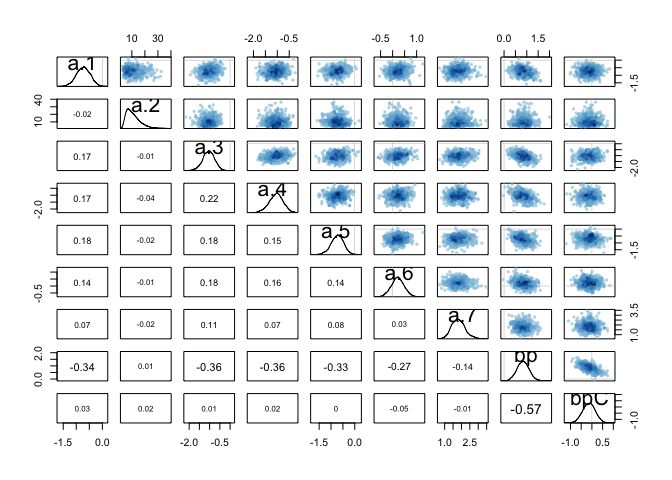 10 30 -2.0 -0.5 -0.5 1.0 0.0 1.5
a.1 -1.5
10 40 -0.02 a.2
0.17 -0.01 a.3 -2.0
-2.0 0.17 -0.04 0.22 a.4
0.18 -0.02 0.18 0.15 a.5 -1.5
-0.5 0.14 -0.01 0.18 0.16 0.14 a.6
0.07 -0.02 0.11 0.07 0.08 0.03 a.7 1.0 3.5
0.0 2.0 -0.34 0.01 -0.36 -0.36 -0.33 -0.27 -0.14 bp
0.03 0.02 0.01 0.02 0 -0.05 -0.01 -0.57 bpC -1.0
-1.5 0.0 -2.0 -0.5 -1.5 0.0 1.0 2.5 -1.0 0.5